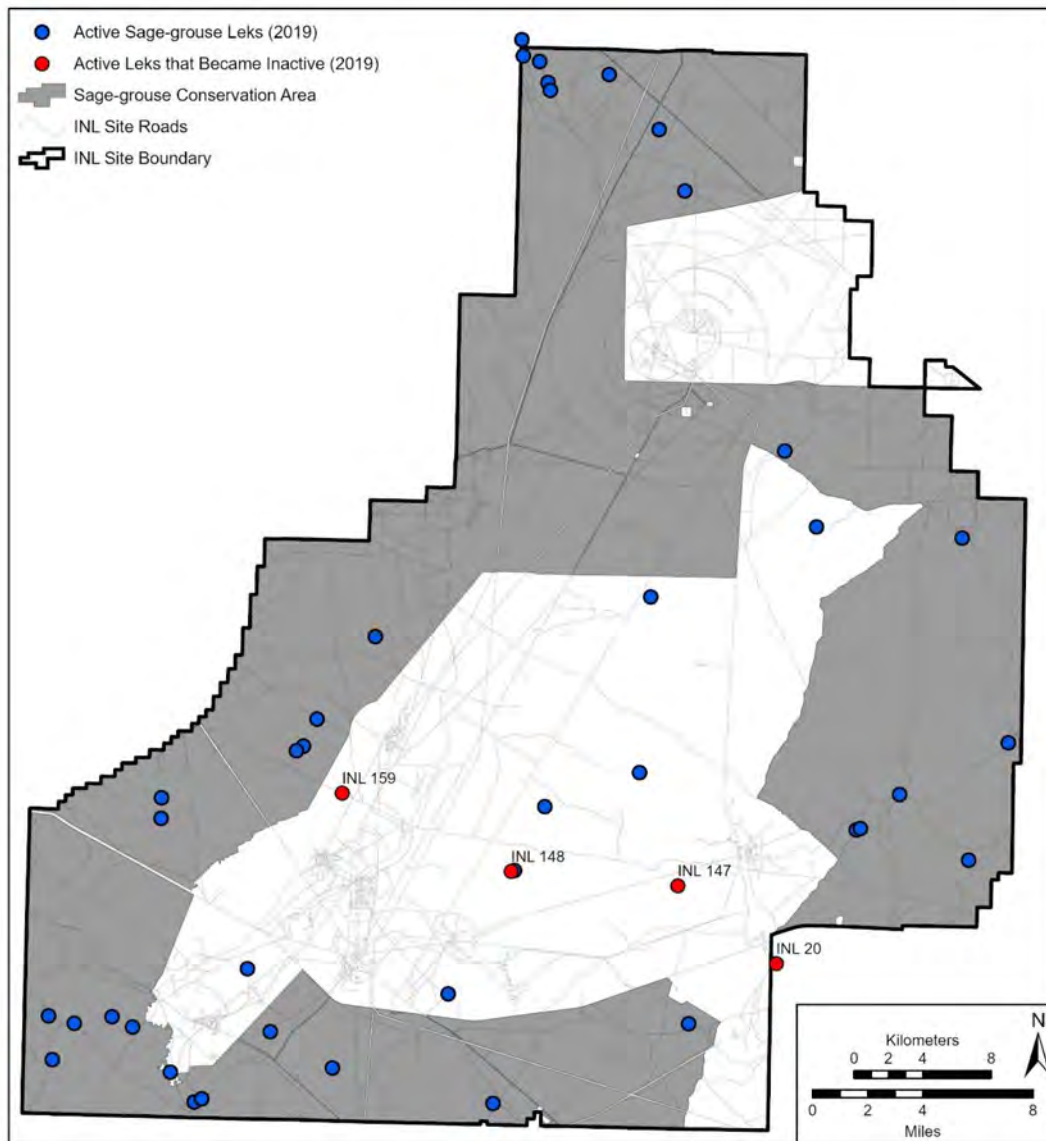 Active Sage-grouse Leks (2019)
Active Leks that Became Inactive (2019)
Sage-grouse Conservation Area
INL Site Roads
INL Site Boundary
INL 159
INL 148
INL 147
INL 20
N
Kilometers
0 2 4 8
0 2 4 8
Miles